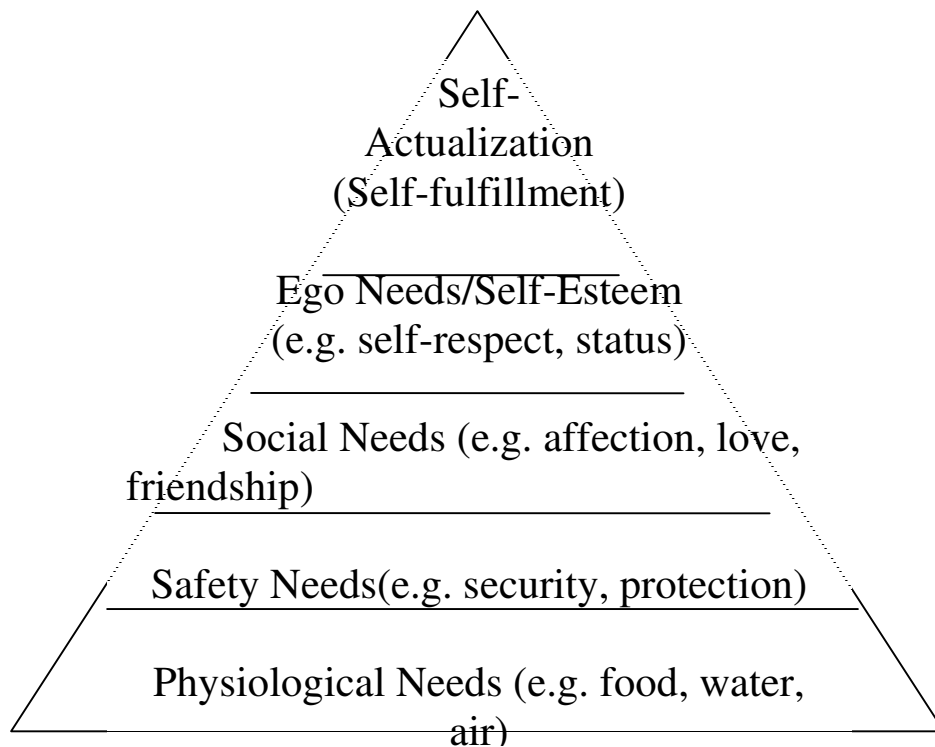 Self-
Actualization
(Self-fulfillment)
Ego Needs/Self-Esteem
(e.g. self-respect, status)
Social Needs (e.g. affection, love,
friendship)
Safety Needs(e.g. security, protection)
Physiological Needs (e.g. food, water,
air)